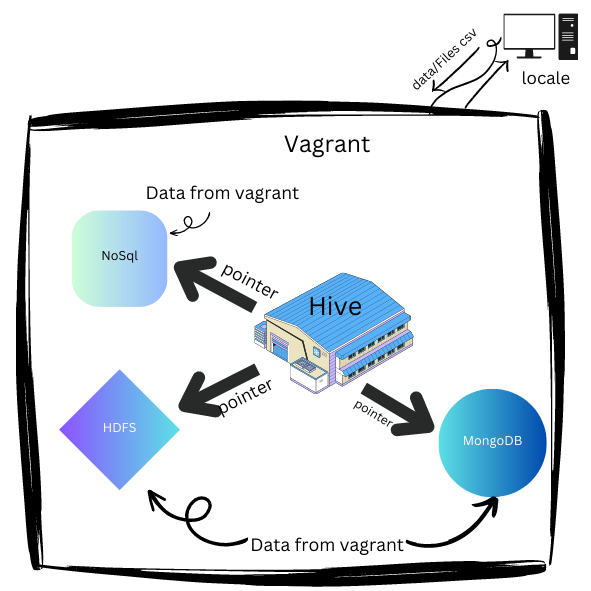 data/Files csv
locale
Vagrant
Data from vagrant
NoSql
pointer
Hive
pointer
pointer
HDFS
MongoDB
Data from vagrant